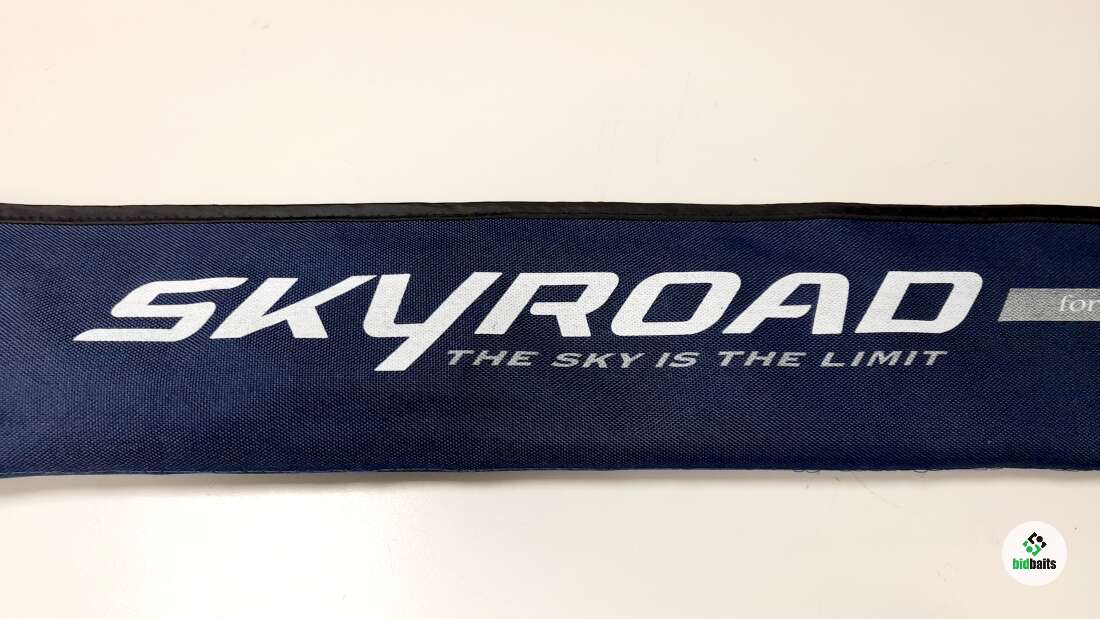 SKYROAD
for
THE SKY IS THE LIMIT
bidbaits